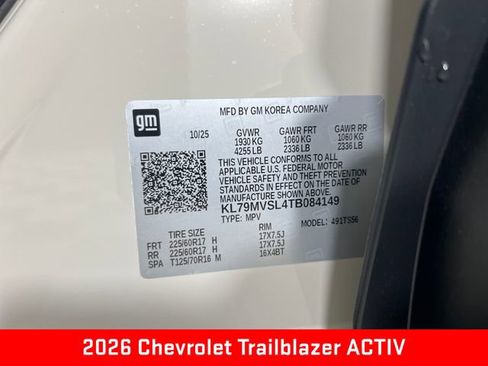 gm
MFD BY GM KOREA COMPANY
10/25 GVWR GAWR FRT GAWR RR
1930 KG 1060 KG 1060 KG
4255 LB 2336 LB 2336 LB
THIS VEHICLE CONFORMS TO ALL
APPLICABLE U.S. FEDERAL MOTOR
VEHICLE SAFETY AND THEFT
PREVENTION STANDARDS IN EFFECT ON
THE DATE OF MANUFACTURE
SHOWN ABOVE.
KL79MVSL4TB084149
TYPE: MPV MODEL: 491TS56
TIRE SIZE RIM
FRT 225/60R17 H 17X7.5J
RR 225/60R17 H 17X7.5J
SPA T125/70R16 M 16X4BT
2026 Chevrolet Trailblazer ACTIV